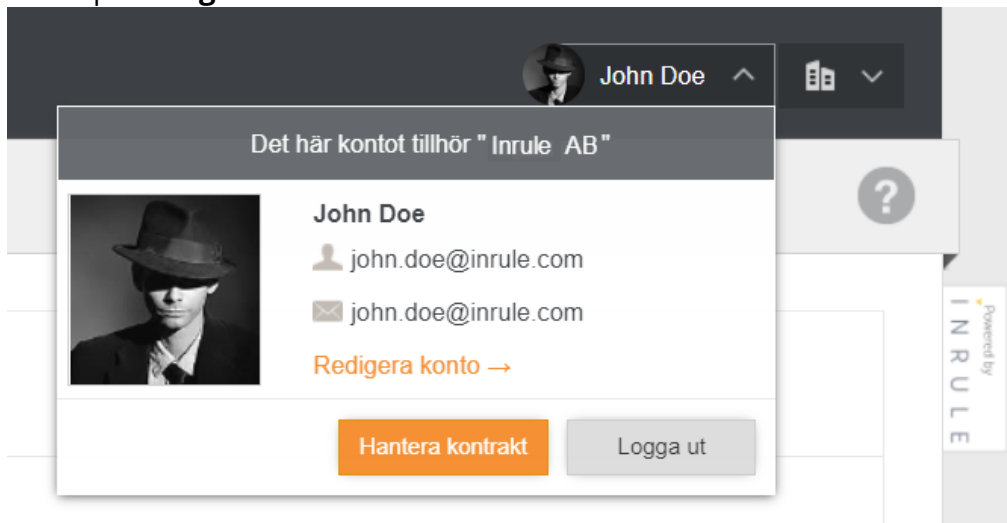 John Doe
Det här kontot tillhör "Inrule AB"
?
John Doe
john.doe@inrule.com
john.doe@inrule.com
Redigera konto →
Hantera kontrakt
Logga ut
Powered by
INRULE